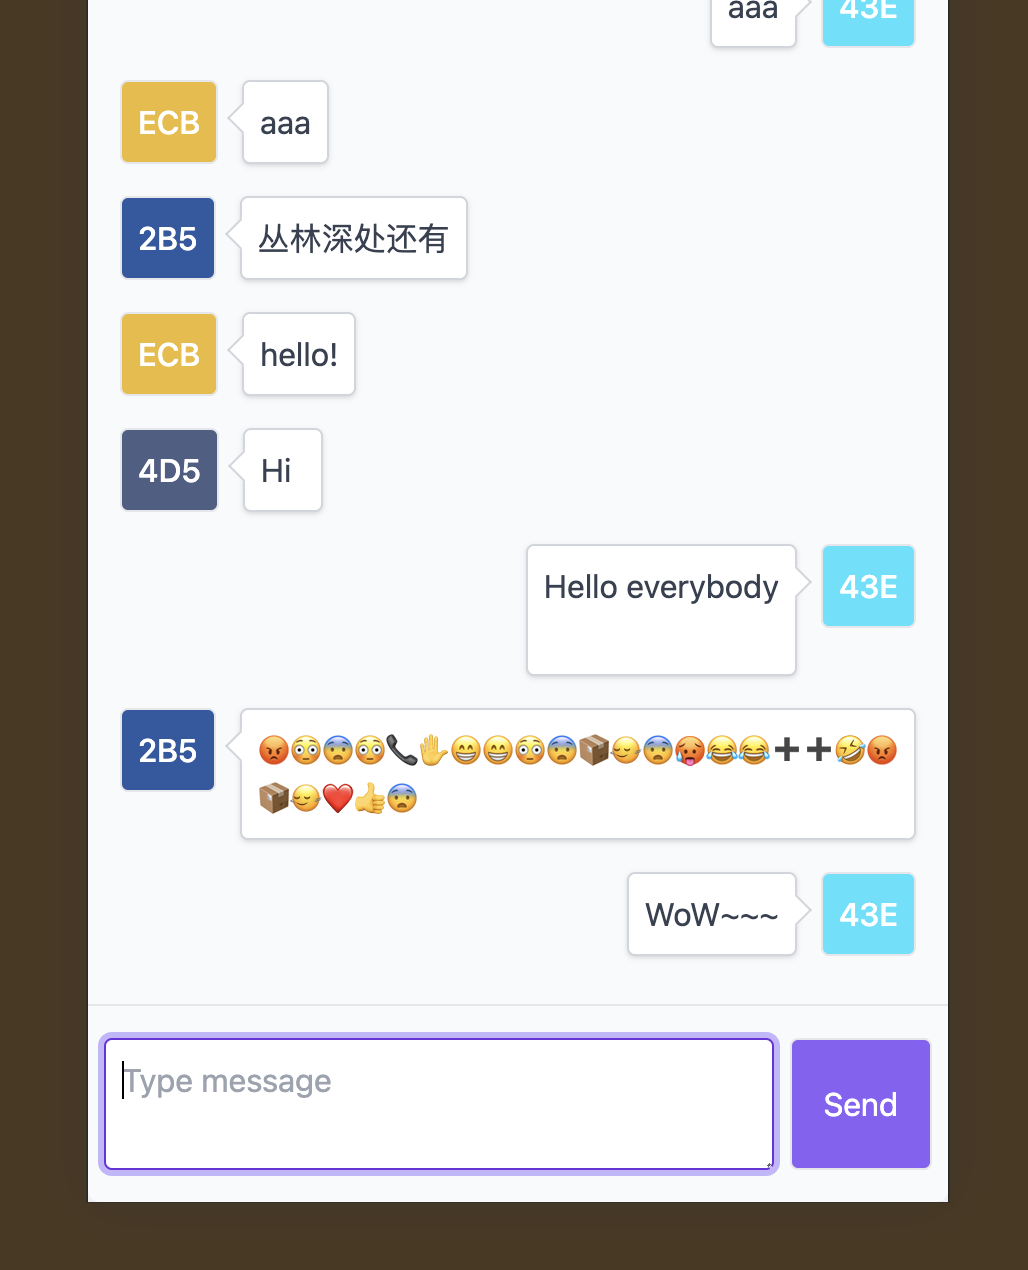 aaa
43E
ECB
aaa
2B5
丛林深处还有
ECB
hello!
4D5
Hi
Hello everybody
43E
2B5
😡😳😨😳📞✋😁😁😳😨📦😌😨🥵😂😂➕➕🤣😡
📦😌❤️👍😨
WoW~~~
43E
Type message
Send